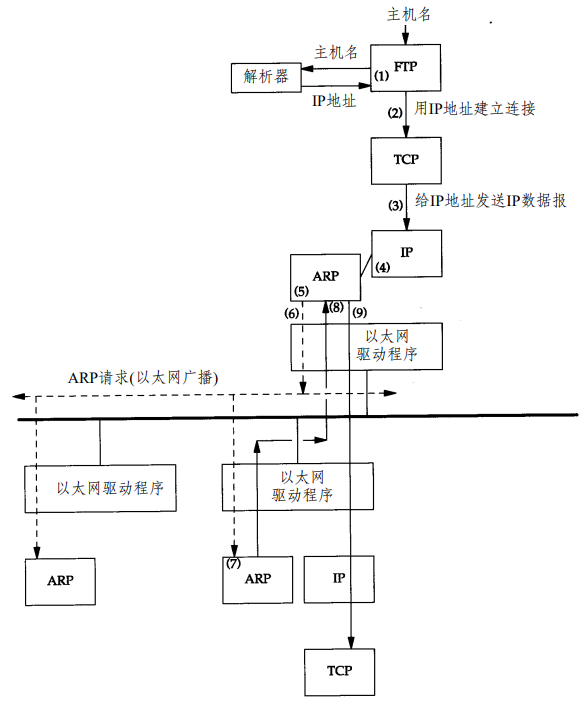 主机名
主机名
(1)
FTP
解析器
IP地址
(2)
用IP地址建立连接
TCP
(3)
给IP地址发送IP数据报
IP
(4)
ARP
(5)
(6)
(8)
(9)
以太网
驱动程序
ARP请求(以太网广播)
以太网驱动程序
以太网
驱动程序
(7)
ARP
ARP
IP
TCP